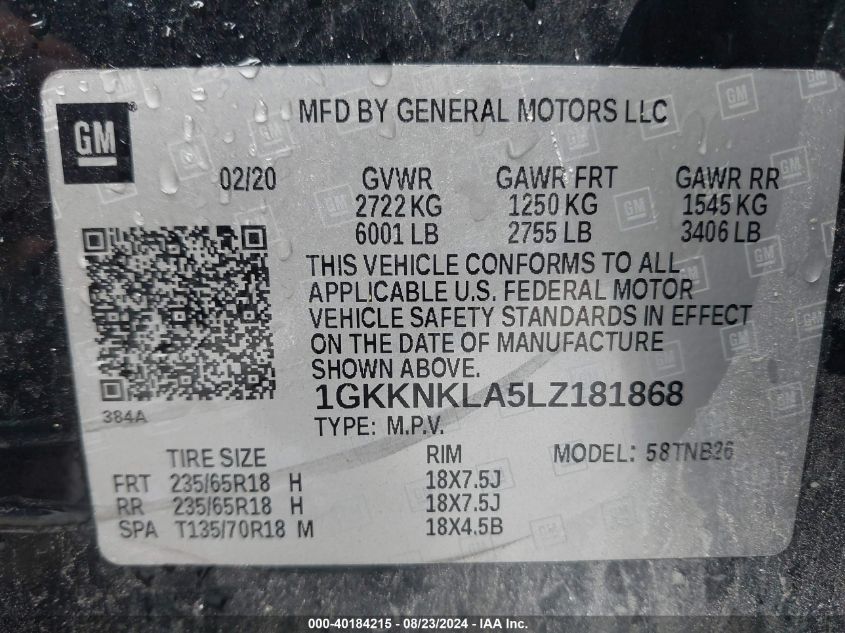 MFD BY GENERAL MOTORS LLC
GM
02/20 GVWR GAWR FRT GAWR RR
2722 KG 1250 KG 1545 KG
6001 LB 2755 LB 3406 LB
THIS VEHICLE CONFORMS TO ALL
APPLICABLE U.S. FEDERAL MOTOR
VEHICLE SAFETY STANDARDS IN EFFECT
ON THE DATE OF MANUFACTURE
SHOWN ABOVE.
384A
1GKKNKLA5LZ181868
TYPE: M.P.V.
TIRE SIZE RIM MODEL: 58TNB26
FRT 235/65R18 H 18X7.5J
RR 235/65R18 H 18X7.5J
SPA T135/70R18 M 18X4.5B
000-40184215 - 08/23/2024 - IAA Inc.